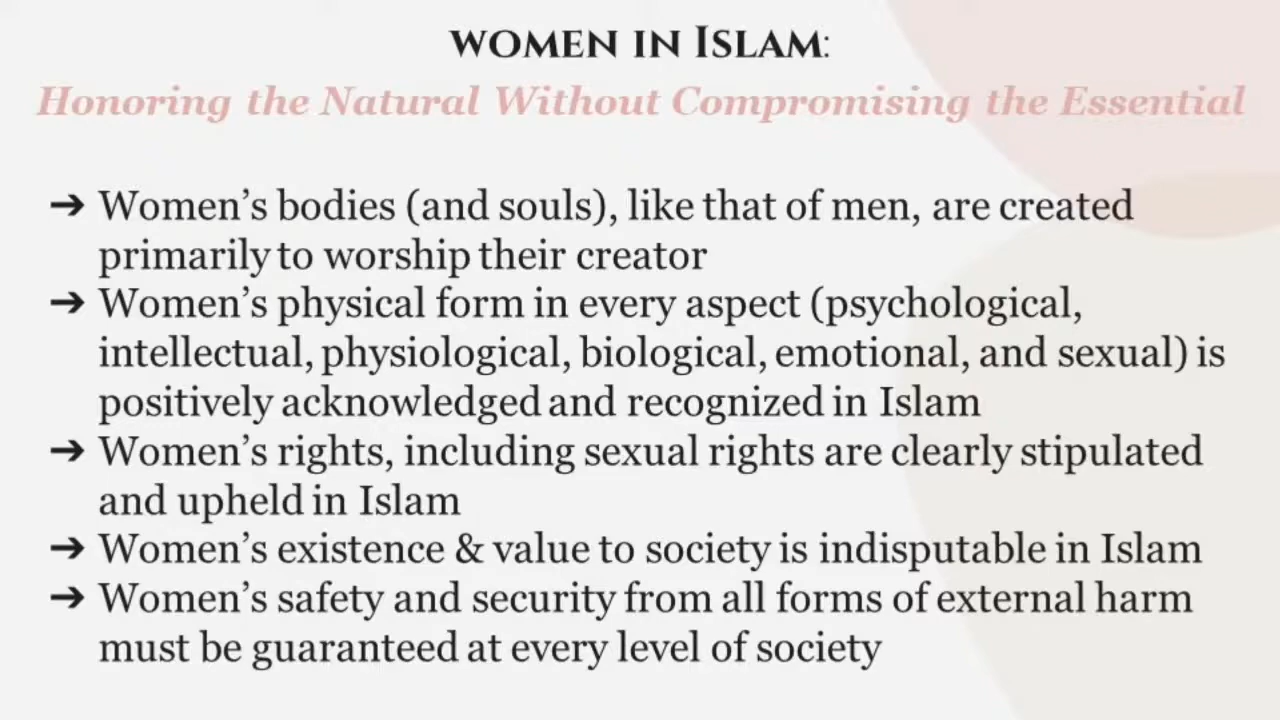 WOMEN IN ISLAM:
Honoring the Natural Without Compromising the Essential
➔ Women’s bodies (and souls), like that of men, are created
primarily to worship their creator
➔ Women’s physical form in every aspect (psychological,
intellectual, physiological, biological, emotional, and sexual) is
positively acknowledged and recognized in Islam
➔ Women’s rights, including sexual rights are clearly stipulated
and upheld in Islam
➔ Women’s existence & value to society is indisputable in Islam
➔ Women’s safety and security from all forms of external harm
must be guaranteed at every level of society